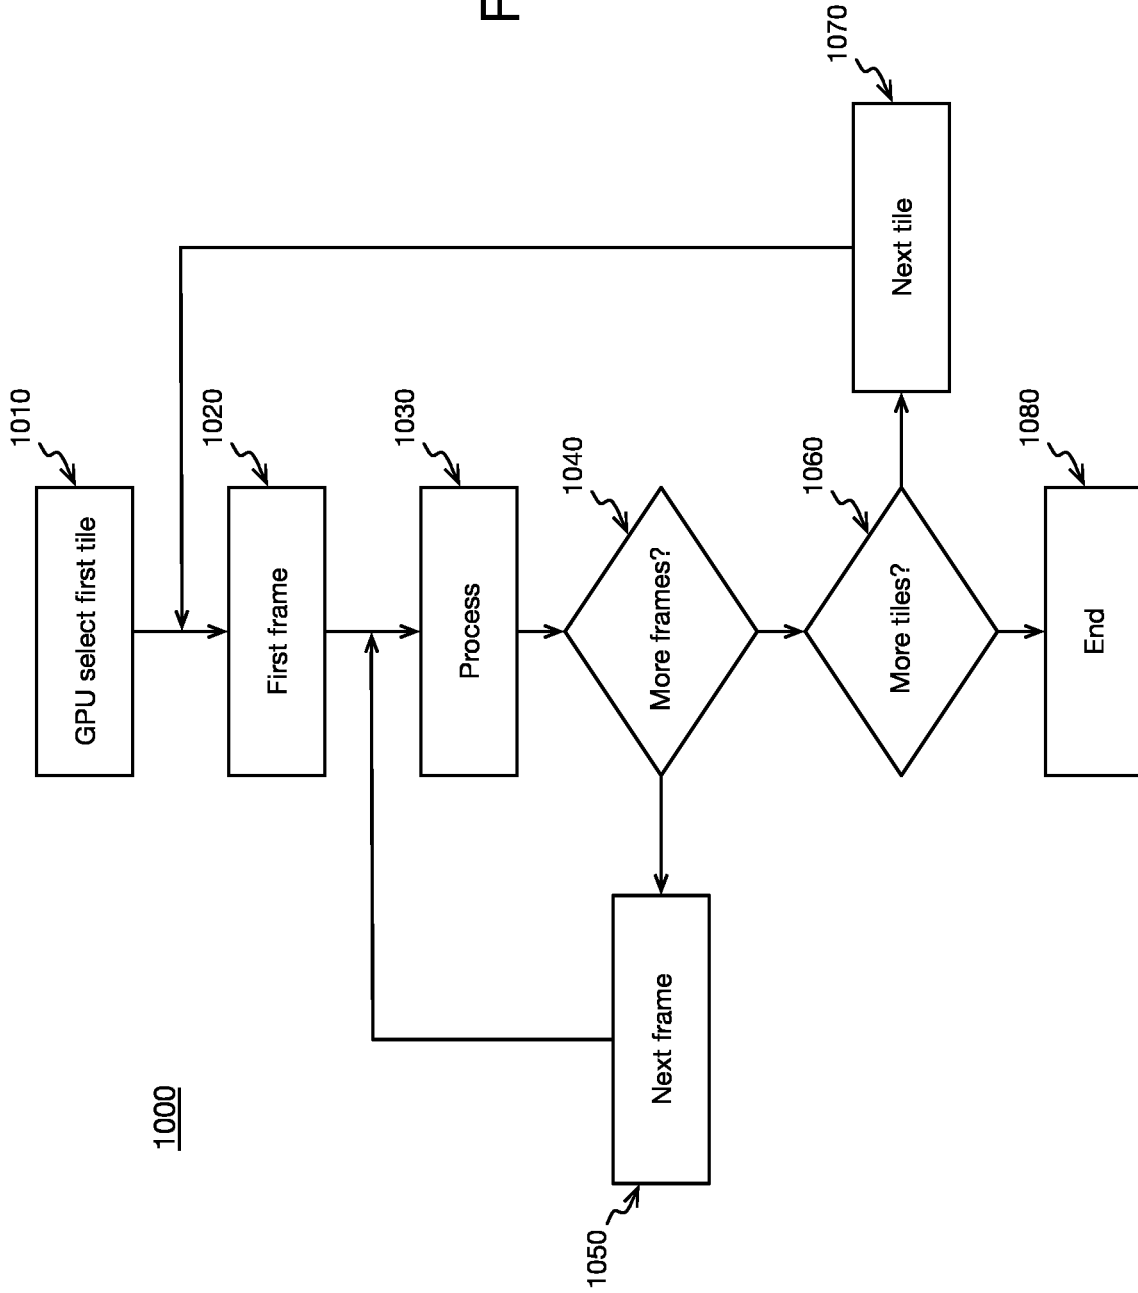 1000
1010
GPU select first tile
1020
First frame
1030
Process
1040
More frames?
1050
Next frame
1060
More tiles?
1070
Next tile
1080
End
F